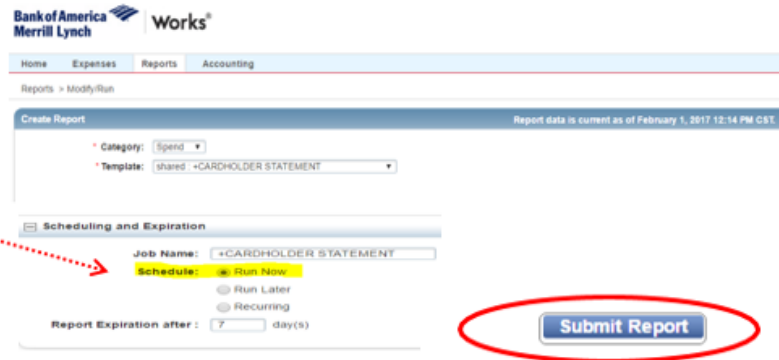 Bank of America
Merrill Lynch
Works®
Home Expenses Reports Accounting
Reports > Modify/Run
Create Report Report data is current as of February 1, 2017 12:14 PM CST.
* Category: Spend
* Template: shared : +CARDHOLDER STATEMENT
Scheduling and Expiration
Job Name: +CARDHOLDER STATEMENT
Schedule: Run Now
Run Later
Recurring
Report Expiration after : 7 day(s)
Submit Report